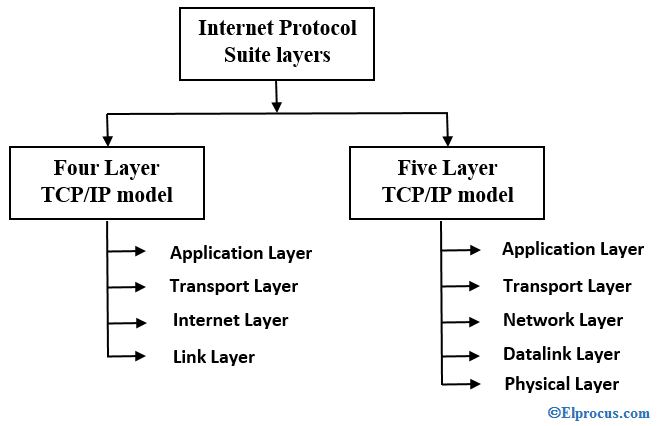 Internet Protocol
Suite layers
Four Layer
TCP/IP model
Five Layer
TCP/IP model
Application Layer
Transport Layer
Internet Layer
Link Layer
Application Layer
Transport Layer
Network Layer
Datalink Layer
Physical Layer
©Elprocus.com